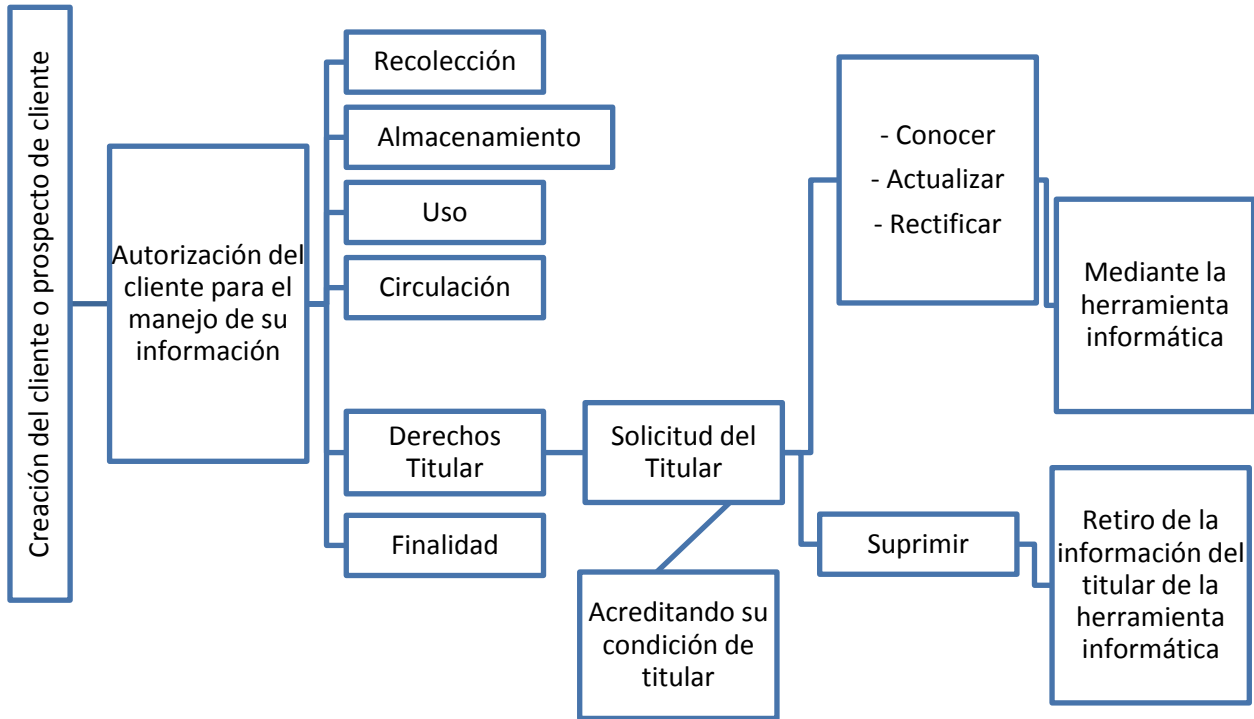 Creación del cliente o prospecto de cliente
Autorización del
cliente para el
manejo de su
información
Recolección
Almacenamiento
Uso
Circulación
Derechos
Titular
Finalidad
Solicitud del
Titular
Acreditando su
condición de
titular
- Conocer
- Actualizar
- Rectificar
Mediante la
herramienta
informática
Suprimir
Retiro de la
información del
titular de la
herramienta
informática